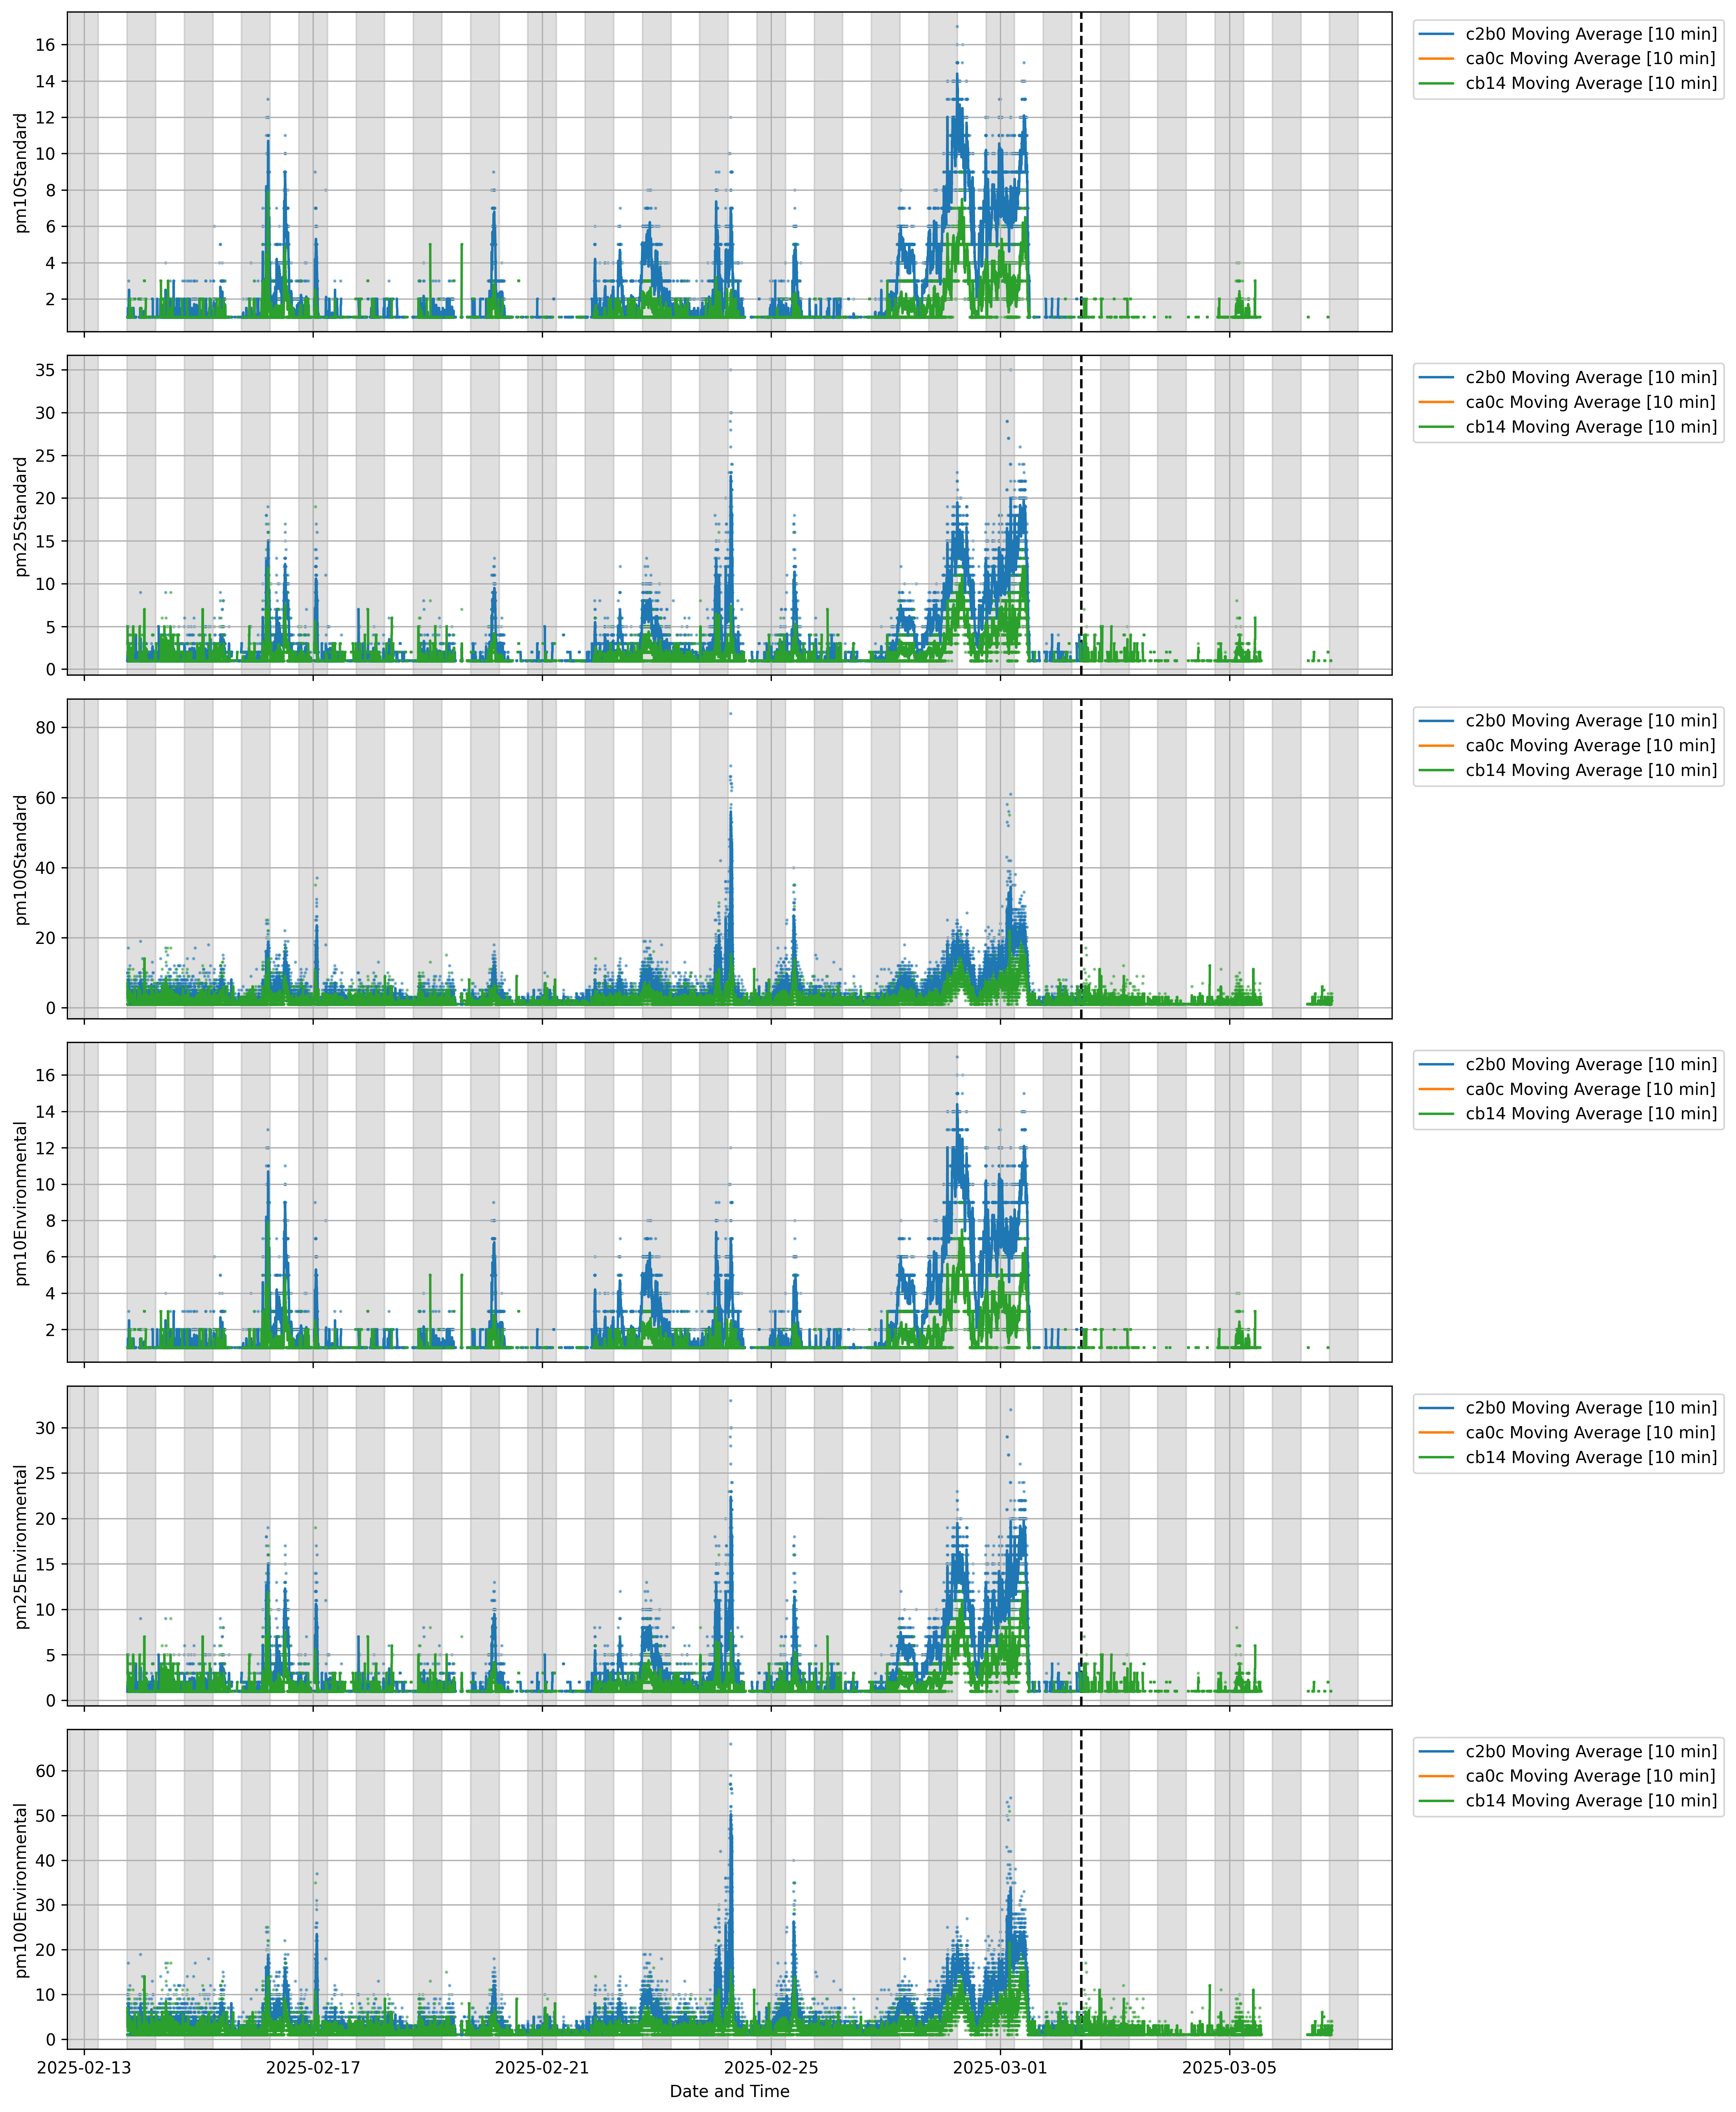 pm10Standard
16
14
12
10
8
6
4
2
c2b0 Moving Average [10 min]
ca0c Moving Average [10 min]
cb14 Moving Average [10 min]
pm25Standard
35
30
25
20
15
10
5
0
c2b0 Moving Average [10 min]
ca0c Moving Average [10 min]
cb14 Moving Average [10 min]
pm100Standard
80
60
40
20
0
c2b0 Moving Average [10 min]
ca0c Moving Average [10 min]
cb14 Moving Average [10 min]
pm10Environmental
16
14
12
10
8
6
4
2
c2b0 Moving Average [10 min]
ca0c Moving Average [10 min]
cb14 Moving Average [10 min]
pm25Environmental
30
25
20
15
10
5
0
c2b0 Moving Average [10 min]
ca0c Moving Average [10 min]
cb14 Moving Average [10 min]
pm100Environmental
60
50
40
30
20
10
0
c2b0 Moving Average [10 min]
ca0c Moving Average [10 min]
cb14 Moving Average [10 min]
2025-02-13 2025-02-17 2025-02-21 2025-02-25 2025-03-01 2025-03-05
Date and Time